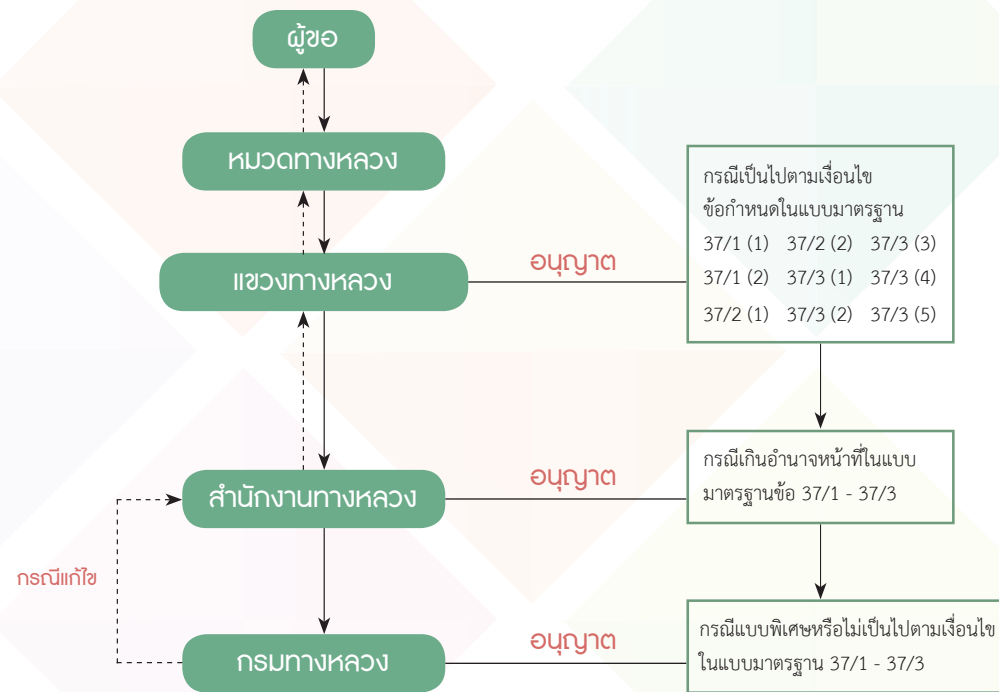 ผู้ขอ
หมวดทางหลวง
แขวงทางหลวง
อนุญาต
กรณีเป็นไปตามเงื่อนไข
ข้อกำหนดในแบบมาตรฐาน
37/1 (1) 37/2 (2) 37/3 (3)
37/1 (2) 37/3 (1) 37/3 (4)
37/2 (1) 37/3 (2) 37/3 (5)
สำนักงานทางหลวง
อนุญาต
กรณีเกินอำนาจหน้าที่ในแบบ
มาตรฐานข้อ 37/1 - 37/3
กรณีแก้ไข
กรมทางหลวง
อนุญาต
กรณีแบบพิเศษหรือไม่เป็นไปตามเงื่อนไข
ในแบบมาตรฐาน 37/1 - 37/3